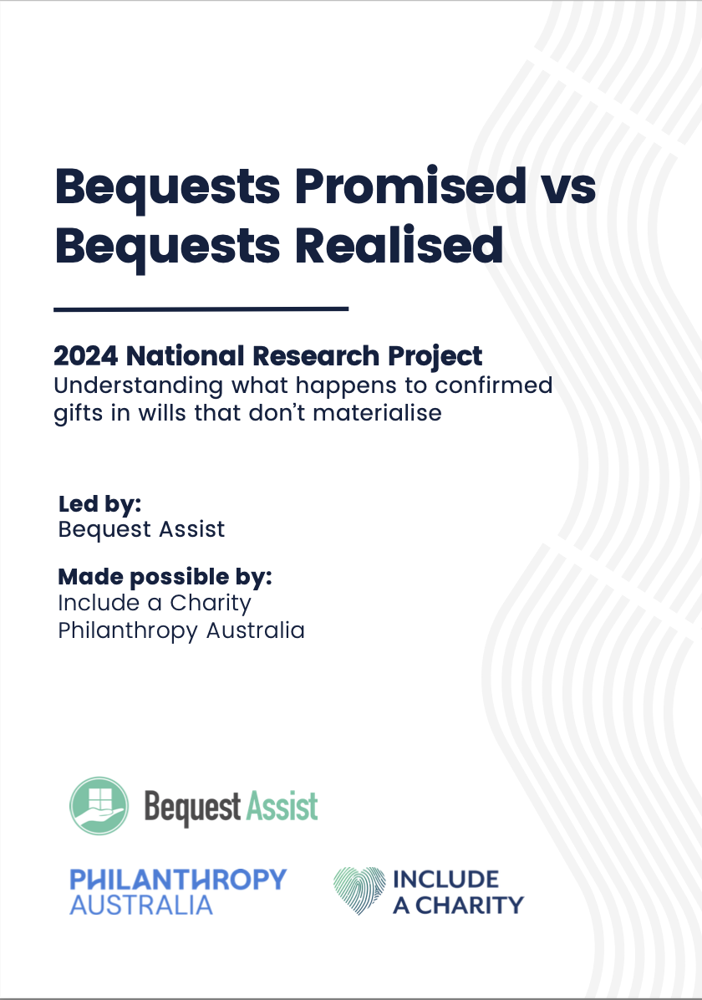 Bequests Promised vs
Bequests Realised
2024 National Research Project
Understanding what happens to confirmed
gifts in wills that don’t materialise
Led by:
Bequest Assist
Made possible by:
Include a Charity
Philanthropy Australia
Bequest Assist
PHILANTHROPY
AUSTRALIA
INCLUDE
A CHARITY